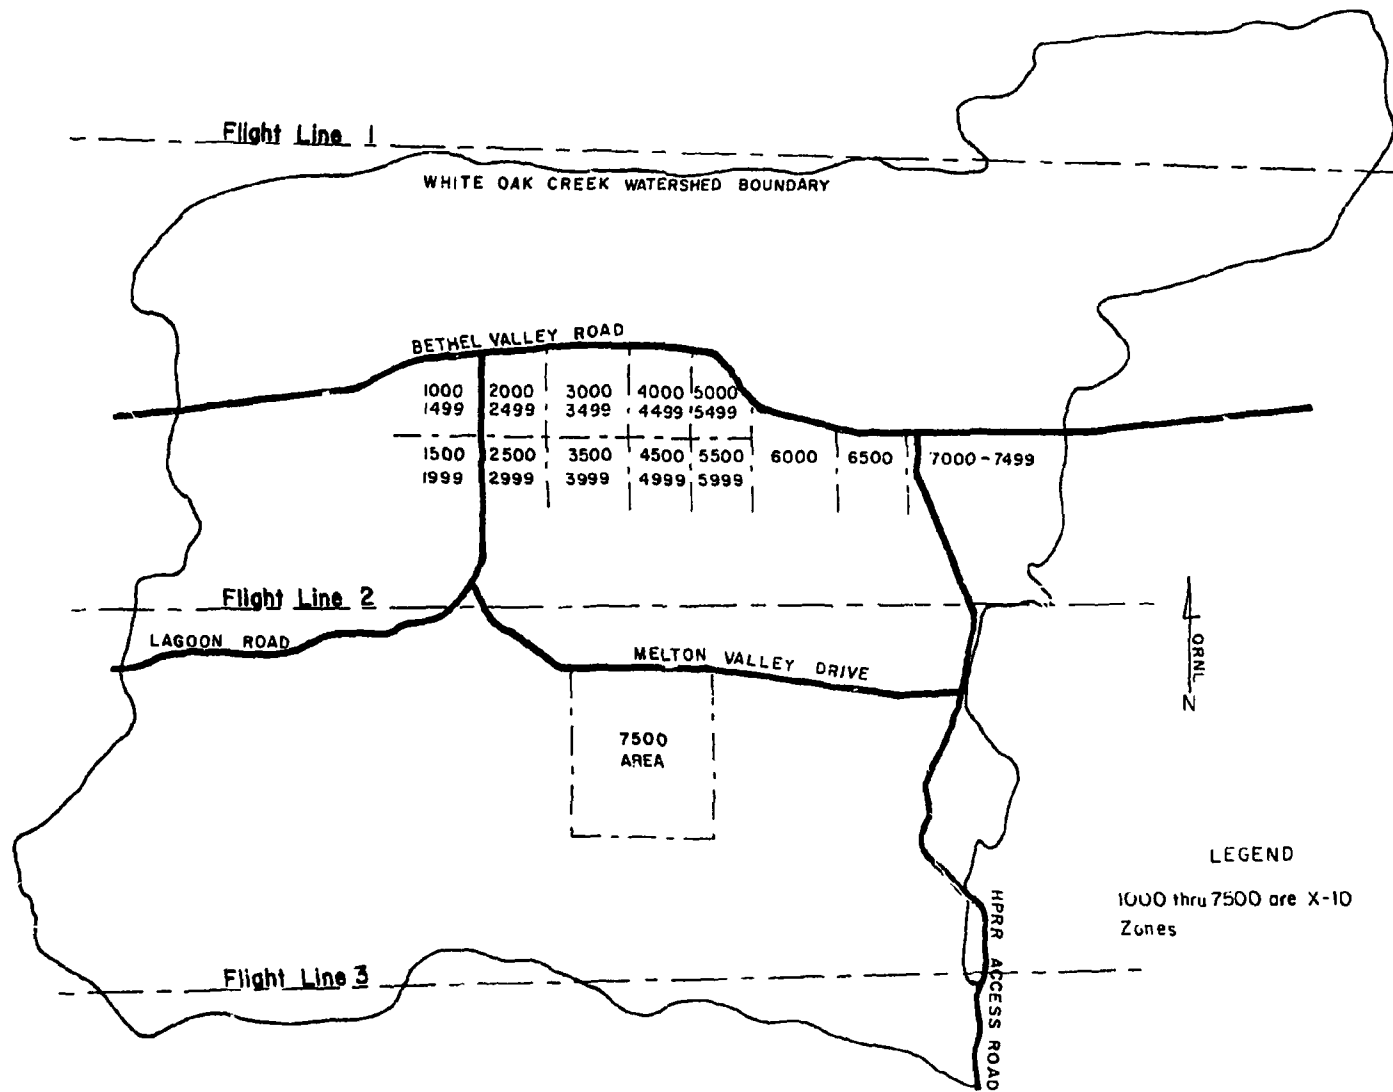 Flight Line 1
WHITE OAK CREEK WATERSHED BOUNDARY
BETHEL VALLEY ROAD
1000 2000 3000 4000 5000
1499 2499 3499 4499 5499
1500 2500 3500 4500 5500 6000 6500 7000-7499
1999 2999 3999 4999 5999
Flight Line 2
LAGOON ROAD
MELTON VALLEY DRIVE
ORNL
N
7500
AREA
LEGEND
1000 thru 7500 are X-10
Zones
HPRR ACCESS ROAD
Flight Line 3